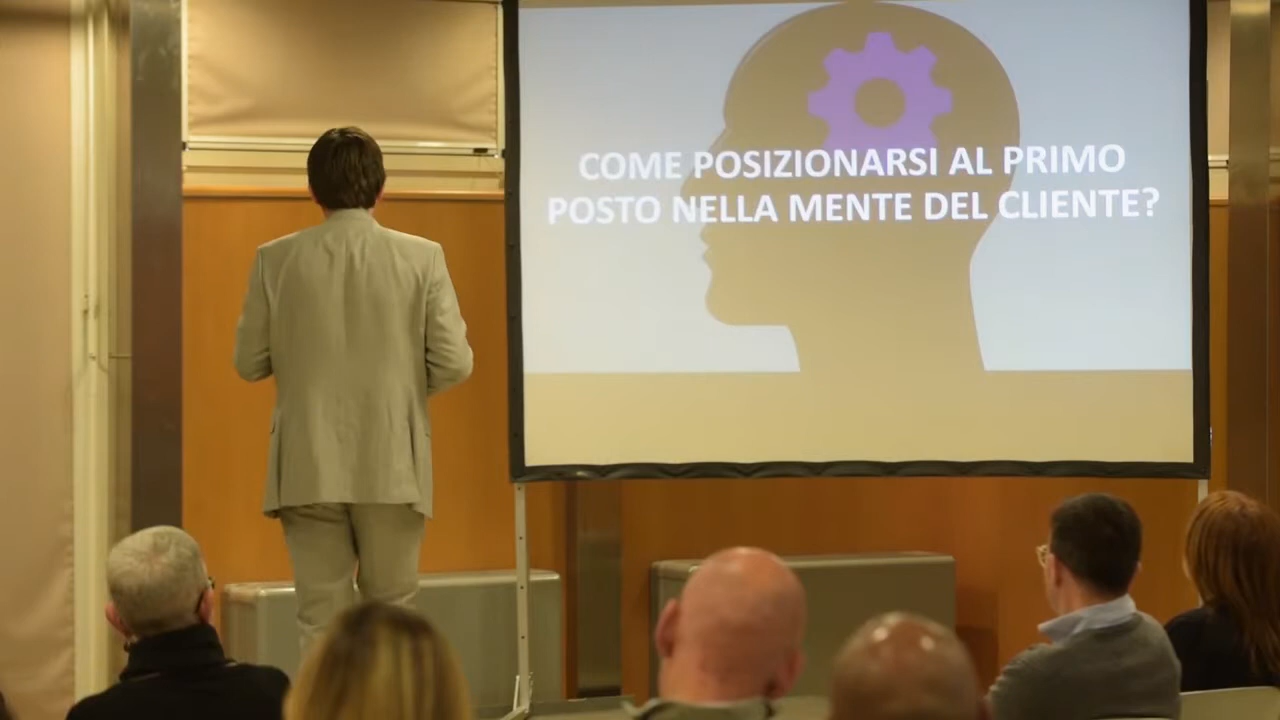 COME POSIZIONARSI AL PRIMO
POSTO NELLA MENTE DEL CLIENTE?